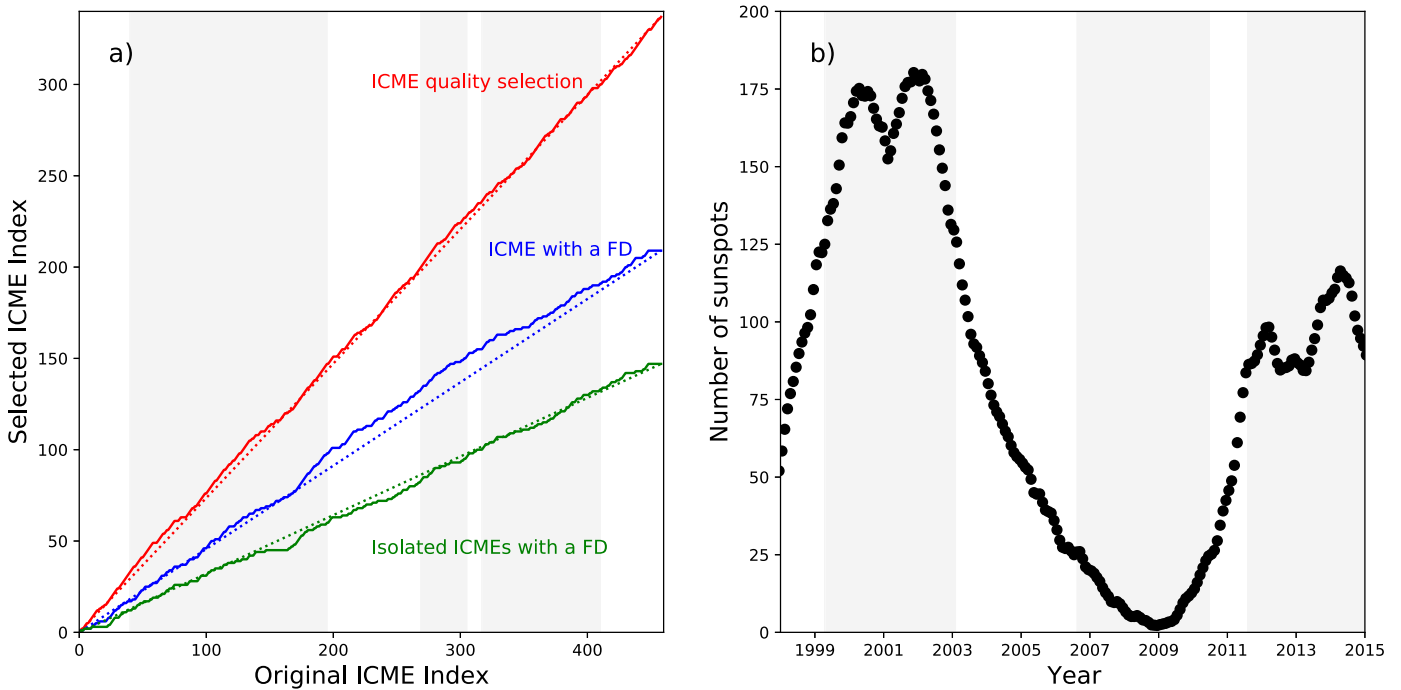 a)
ICME quality selection
ICME with a FD
Isolated ICMEs with a FD
Selected ICME Index
300
250
200
150
100
50
0
0 100 200 300 400
Original ICME Index
b)
Number of sunspots
200
175
150
125
100
75
50
25
0
1999 2001 2003 2005 2007 2009 2011 2013 2015
Year